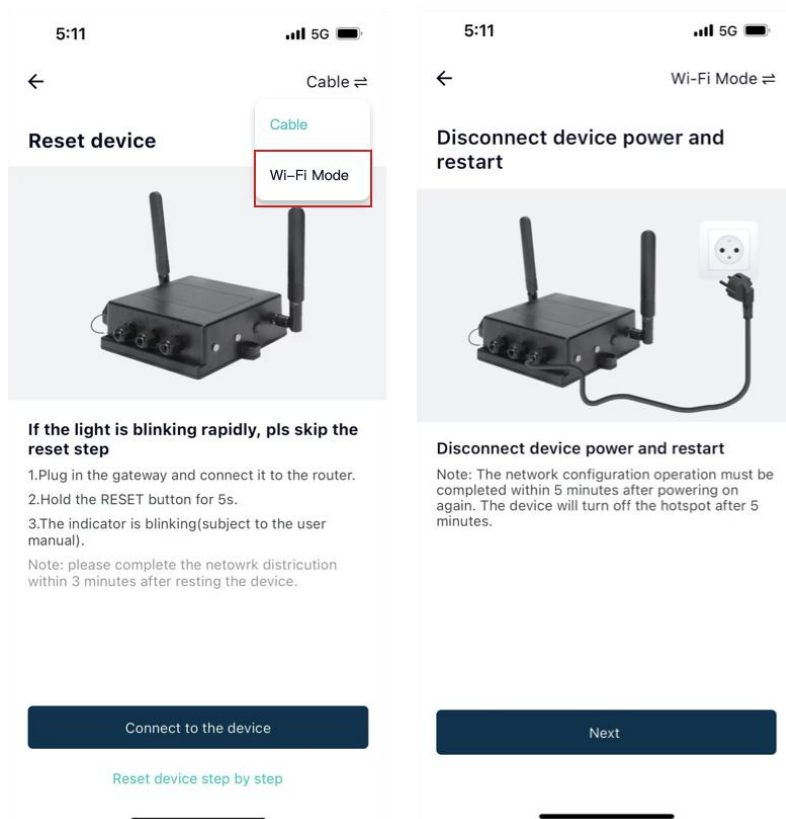 5:11
5G
Cable ⇌
Cable
Wi-Fi Mode
Reset device
If the light is blinking rapidly, pls skip the
reset step
1.Plug in the gateway and connect it to the router.
2.Hold the RESET button for 5s.
3.The indicator is blinking(subject to the user
manual).
Note: please complete the netowrk districution
within 3 minutes after resting the device.
Connect to the device
Reset device step by step
5:11
5G
Wi-Fi Mode ⇌
Disconnect device power and
restart
Disconnect device power and restart
Note: The network configuration operation must be
completed within 5 minutes after powering on
again. The device will turn off the hotspot after 5
minutes.
Next